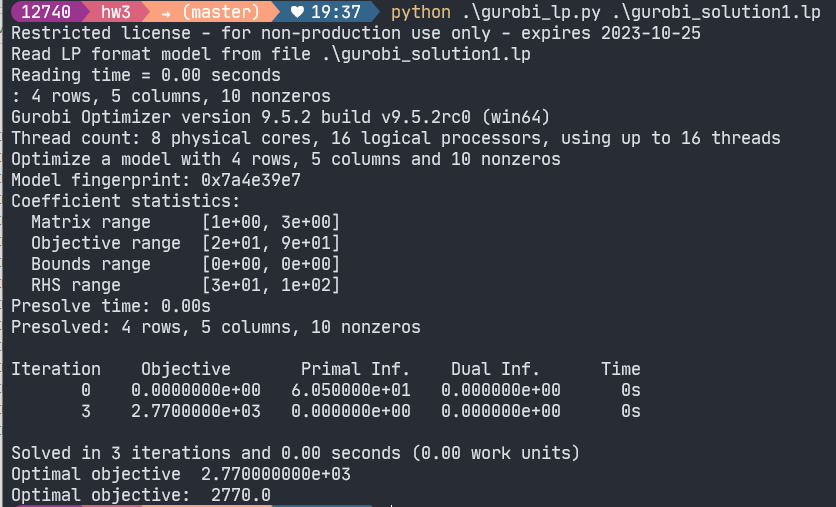 12740 hw3 → (master) ♥ 19:37 python .\gurobi_lp.py .\gurobi_solution1.lp
Restricted license - for non-production use only - expires 2023-10-25
Read LP format model from file .\gurobi_solution1.lp
Reading time = 0.00 seconds
: 4 rows, 5 columns, 10 nonzeros
Gurobi Optimizer version 9.5.2 build v9.5.2rc0 (win64)
Thread count: 8 physical cores, 16 logical processors, using up to 16 threads
Optimize a model with 4 rows, 5 columns and 10 nonzeros
Model fingerprint: 0x7a4e39e7
Coefficient statistics:
  Matrix range     [1e+00, 3e+00]
  Objective range  [2e+01, 9e+01]
  Bounds range     [0e+00, 0e+00]
  RHS range        [3e+01, 1e+02]
Presolve time: 0.00s
Presolved: 4 rows, 5 columns, 10 nonzeros
Iteration    Objective       Primal Inf.    Dual Inf.      Time
       0    0.0000000e+00   6.050000e+01   0.000000e+00      0s
       3    2.7700000e+03   0.000000e+00   0.000000e+00      0s
Solved in 3 iterations and 0.00 seconds (0.00 work units)
Optimal objective  2.770000000e+03
Optimal objective:  2770.0